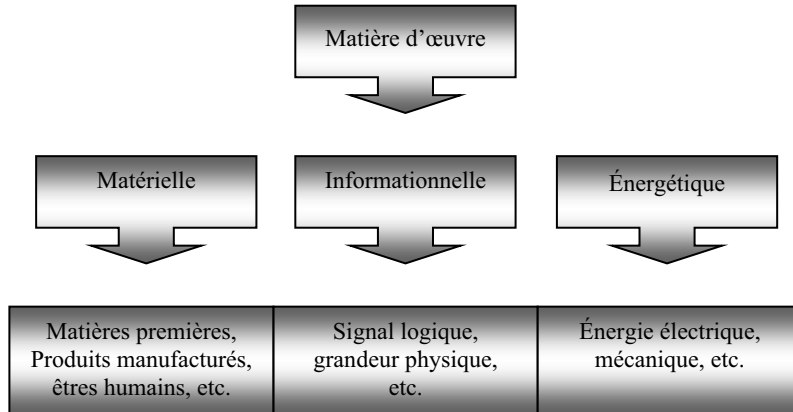 Matière d’œuvre
Matérielle
Informationnelle
Énergétique
Matières premières,
Produits manufacturés,
êtres humains, etc.
Signal logique,
grandeur physique,
etc.
Énergie électrique,
mécanique, etc.